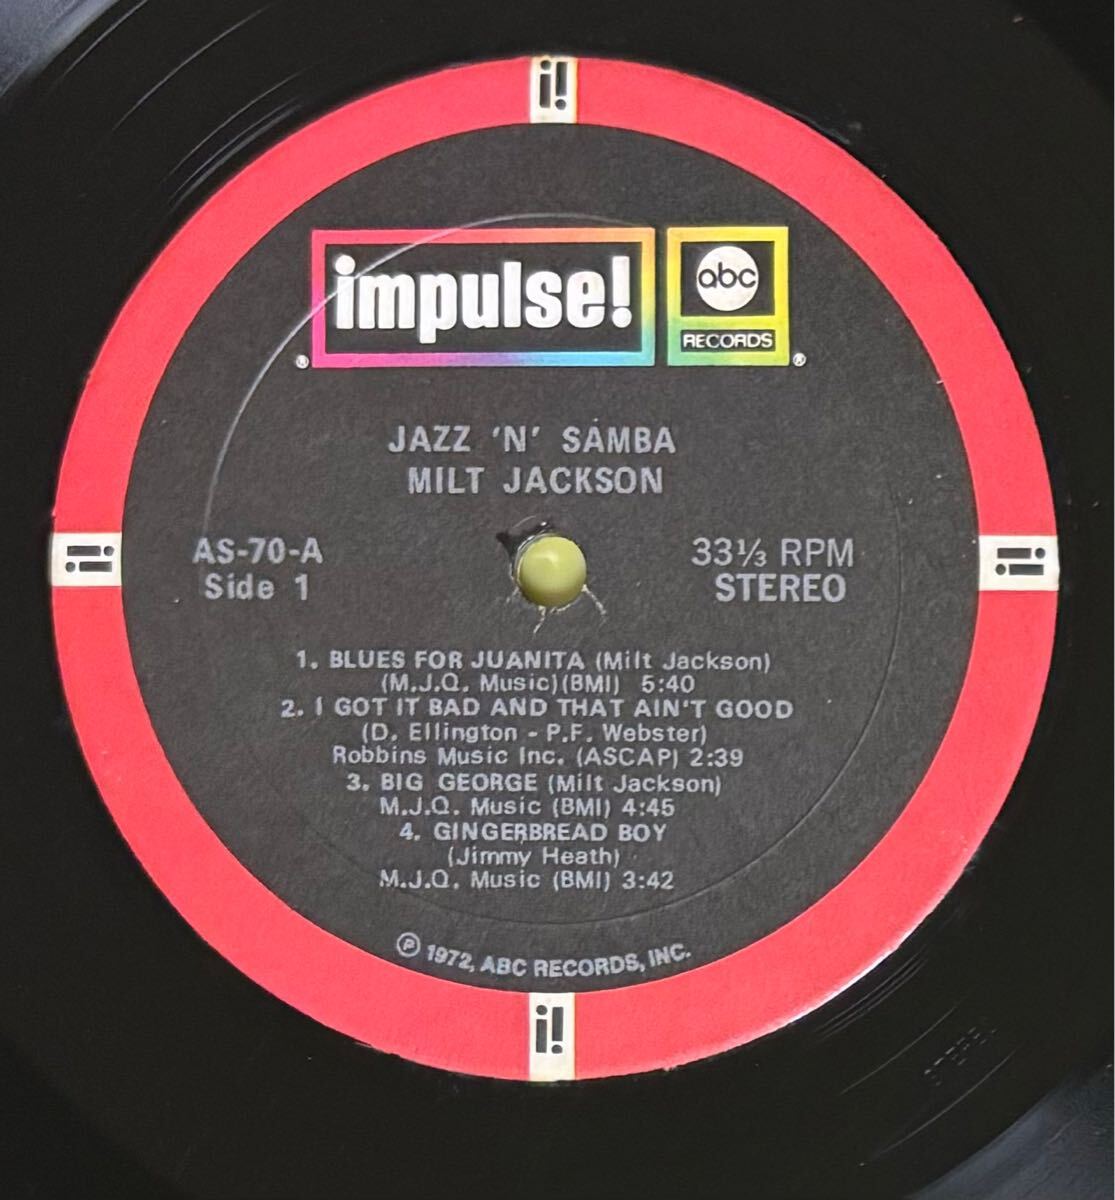 i!
impulse!
abc
RECORDS
® ®
JAZZ 'N' SAMBA
MILT JACKSON
AS-70-A
Side 1
33⅓ RPM
STEREO
i! i!
1. BLUES FOR JUANITA (Milt Jackson)
(M.J.Q. Music)(BMI) 5:40
2. I GOT IT BAD AND THAT AIN'T GOOD
(D. Ellington - P.F. Webster)
Robbins Music Inc. (ASCAP) 2:39
3. BIG GEORGE (Milt Jackson)
M.J.Q. Music (BMI) 4:45
4. GINGERBREAD BOY
(Jimmy Heath)
M.J.Q. Music (BMI) 3:42
℗ 1972, ABC RECORDS, INC.
i!